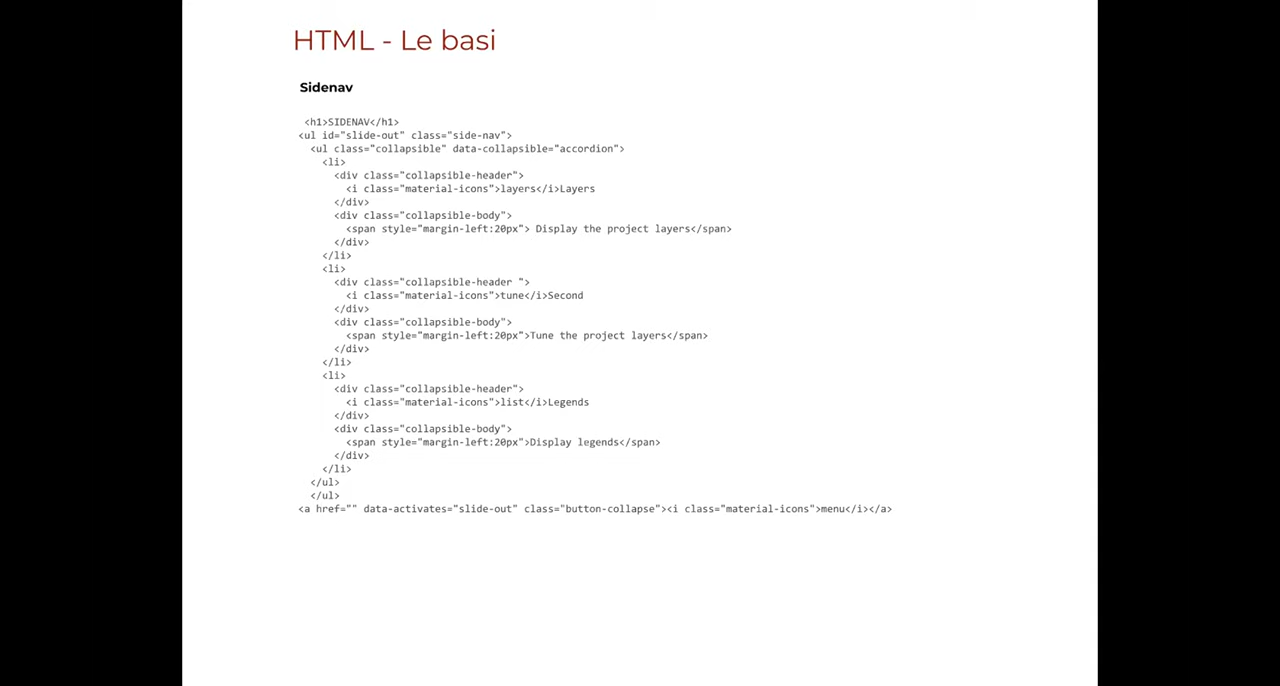 HTML - Le basi
Sidenav
<h1>SIDENAV</h1>
<ul id="slide-out" class="side-nav">
<ul class="collapsible" data-collapsible="accordion">
<li>
<div class="collapsible-header">
<i class="material-icons">layers</i>Layers
</div>
<div class="collapsible-body">
<span style="margin-left:20px"> Display the project layers</span>
</div>
</li>
<li>
<div class="collapsible-header ">
<i class="material-icons">tune</i>Second
</div>
<div class="collapsible-body">
<span style="margin-left:20px">Tune the project layers</span>
</div>
</li>
<li>
<div class="collapsible-header">
<i class="material-icons">list</i>Legends
</div>
<div class="collapsible-body">
<span style="margin-left:20px">Display legends</span>
</div>
</li>
</ul>
</ul>
<a href="" data-activates="slide-out" class="button-collapse"><i class="material-icons">menu</i></a>